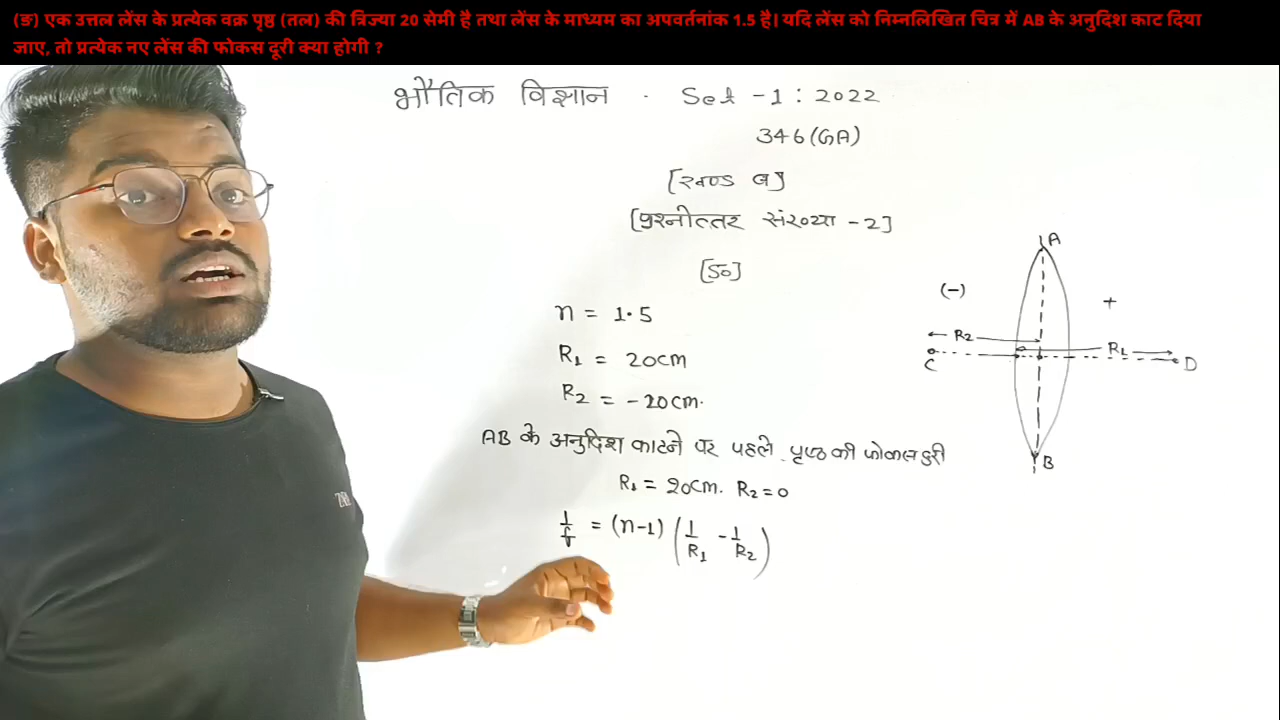 (ङ) एक उत्तल लेंस के प्रत्येक वक्र पृष्ठ (तल) की त्रिज्या 20 सेमी है तथा लेंस के माध्यम का अपवर्तनांक 1.5 है। यदि लेंस को निम्नलिखित चित्र में AB के अनुदिश काट दिया
जाए, तो प्रत्येक नए लेंस की फोकस दूरी क्या होगी ?
भौतिक विज्ञान . Set -1 : 2022
346(GA)
[खण्ड ब]
[प्रश्नोत्तर संख्या -2]
[ङ]
n = 1.5
R₁ = 20cm
R₂ = -20cm.
AB के अनुदिश काटने पर पहले पृष्ठ की फोकस दुरी
R₁ = 20cm. R₂=0
1/f = (n-1) (1/R₁ - 1/R₂)
A
(-) +
R₂ R₁
C D
B